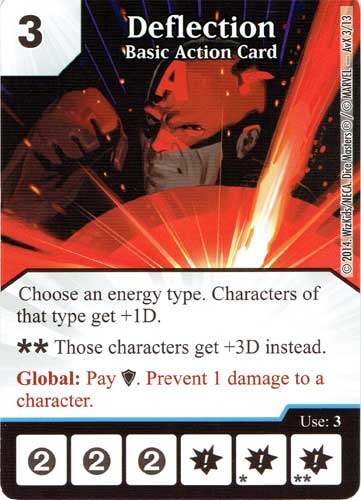 3
Deflection
Basic Action Card
© 2014 WizKids/NECA. Dice Masters ®/© MARVEL — AvX 3/13
A
Choose an energy type. Characters of
that type get +1D.
** Those characters get +3D instead.
Global: Pay. Prevent 1 damage to a
character.
Use: 3
2 2 2 ! ! !
* **